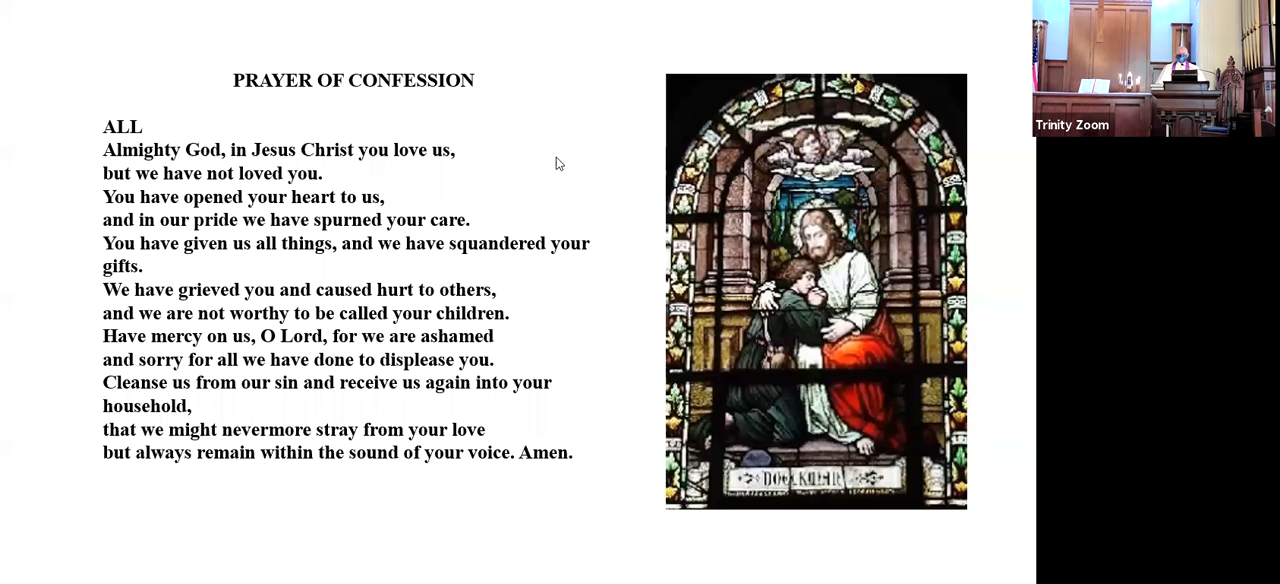 PRAYER OF CONFESSION
ALL
Almighty God, in Jesus Christ you love us,
but we have not loved you.
You have opened your heart to us,
and in our pride we have spurned your care.
You have given us all things, and we have squandered your
gifts.
We have grieved you and caused hurt to others,
and we are not worthy to be called your children.
Have mercy on us, O Lord, for we are ashamed
and sorry for all we have done to displease you.
Cleanse us from our sin and receive us again into your
household,
that we might nevermore stray from your love
but always remain within the sound of your voice. Amen.
Trinity Zoom